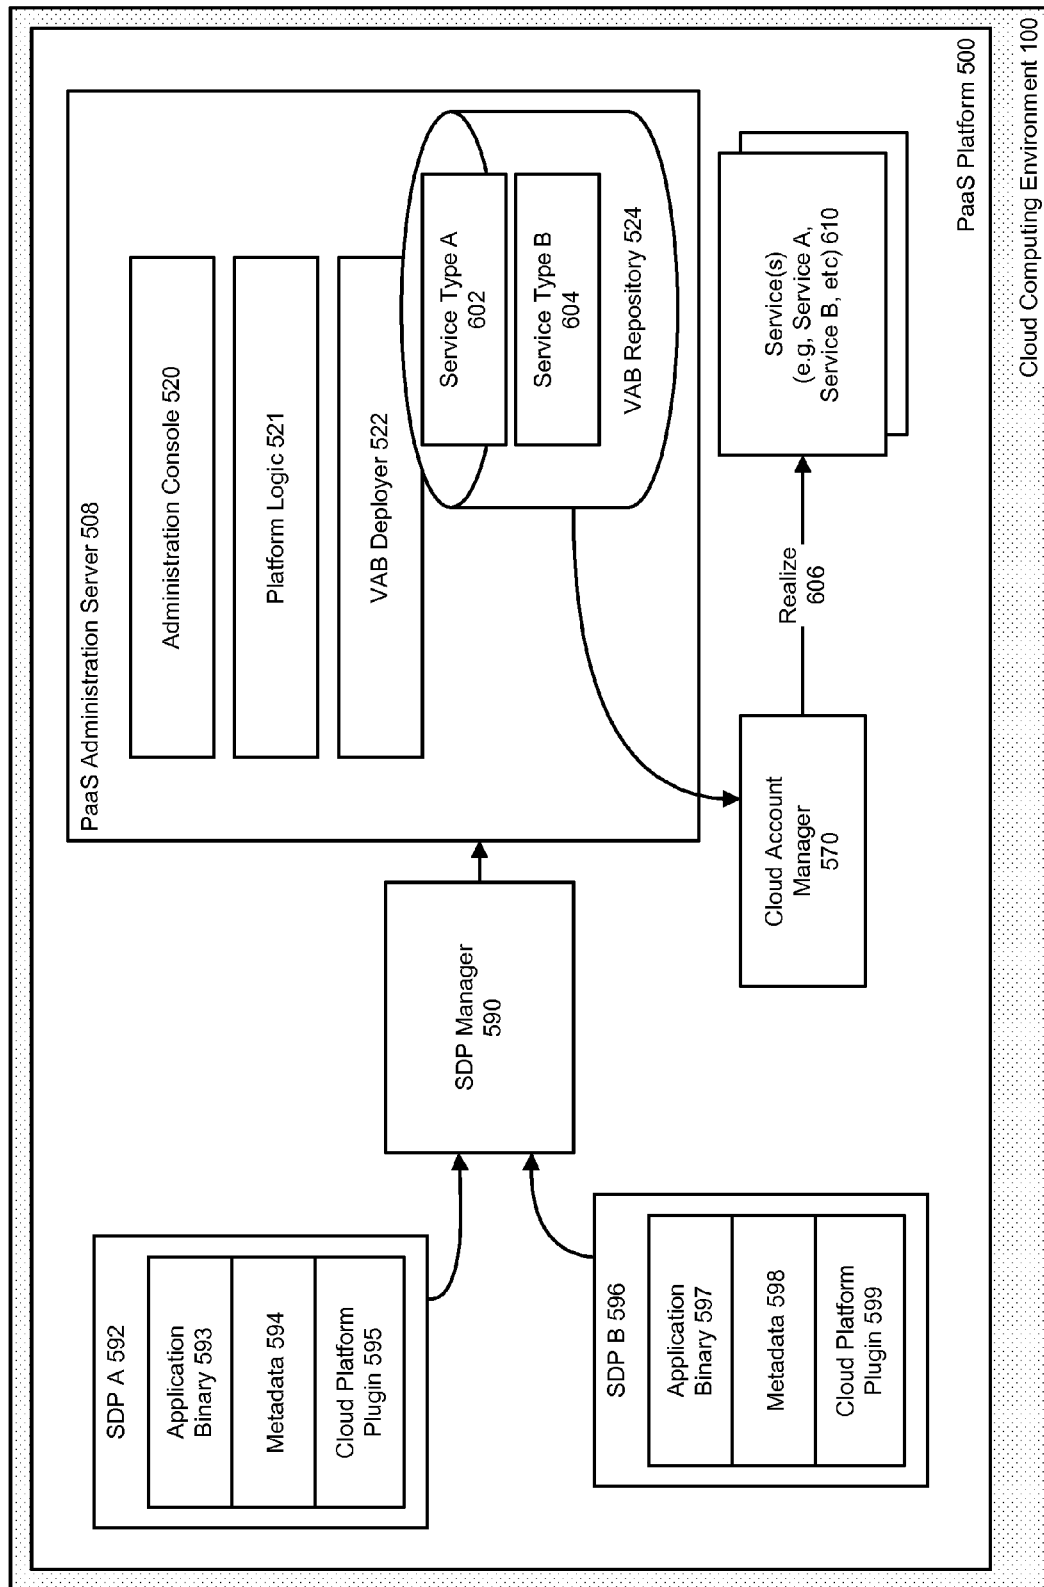 SDP A 592
Application
Binary 593
Metadata 594
Cloud Platform
Plugin 595
SDP B 596
Application
Binary 597
Metadata 598
Cloud Platform
Plugin 599
SDP Manager
590
PaaS Administration Server 508
Administration Console 520
Platform Logic 521
VAB Deployer 522
Service Type A
602
Service Type B
604
VAB Repository 524
Cloud Account
Manager
570
Realize
606
Service(s)
(e.g, Service A,
Service B, etc) 610
PaaS Platform 500
Cloud Computing Environment 100